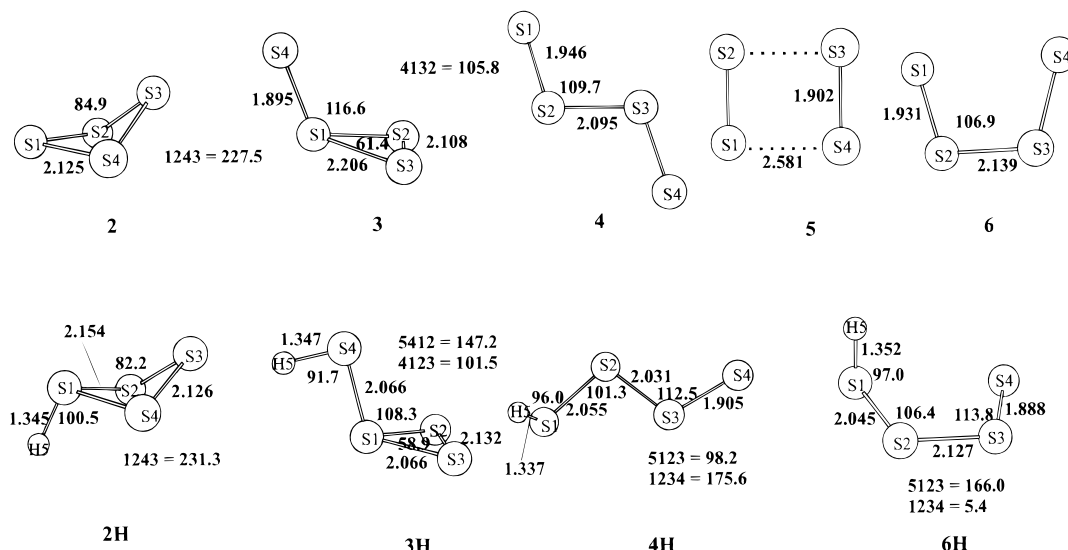 S1
S2
S3
S4
84.9
2.125
1243 = 227.5
2
S4
S1
S2
S3
1.895
116.6
61.4
2.108
2.206
4132 = 105.8
3
S1
S2
S3
S4
1.946
109.7
2.095
4
S2
S3
S1
S4
1.902
2.581
5
S1
S2
S3
S4
1.931
106.9
2.139
6
2.154
S1
S2
S3
S4
H5
82.2
2.126
1.345
100.5
1243 = 231.3
2H
1.347
S4
H5
91.7
2.066
5412 = 147.2
4123 = 101.5
108.3
S1
S2
S3
58.9
2.132
2.066
3H
S2
S4
H5
S1
S3
96.0
101.3
2.031
112.5
2.055
1.905
1.337
5123 = 98.2
1234 = 175.6
4H
H5
1.352
S1
97.0
S4
2.045
106.4
113.8
1.888
S2
S3
2.127
5123 = 166.0
1234 = 5.4
6H